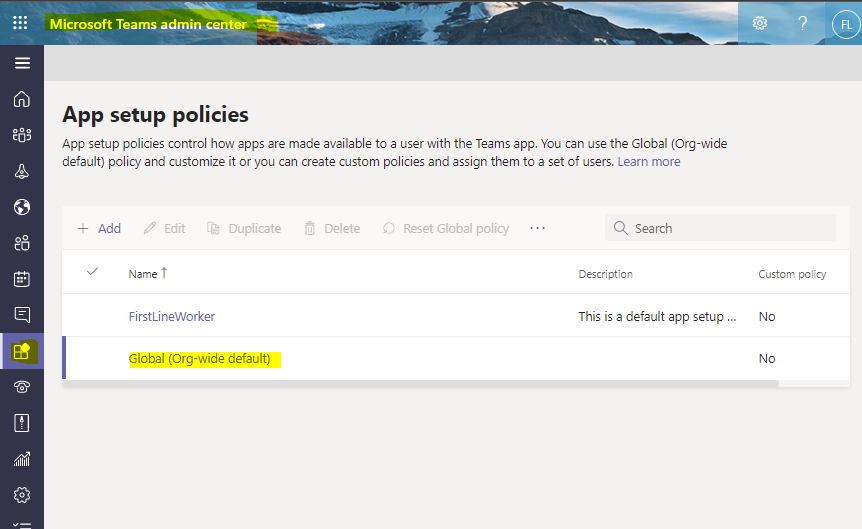 Microsoft Teams admin center
?
FL
App setup policies
App setup policies control how apps are made available to a user with the Teams app. You can use the Global (Org-wide
default) policy and customize it or you can create custom policies and assign them to a set of users. Learn more
+ Add Edit Duplicate Delete Reset Global policy ... Search
Name ↑ Description Custom policy
FirstLineWorker This is a default app setup ... No
Global (Org-wide default) No